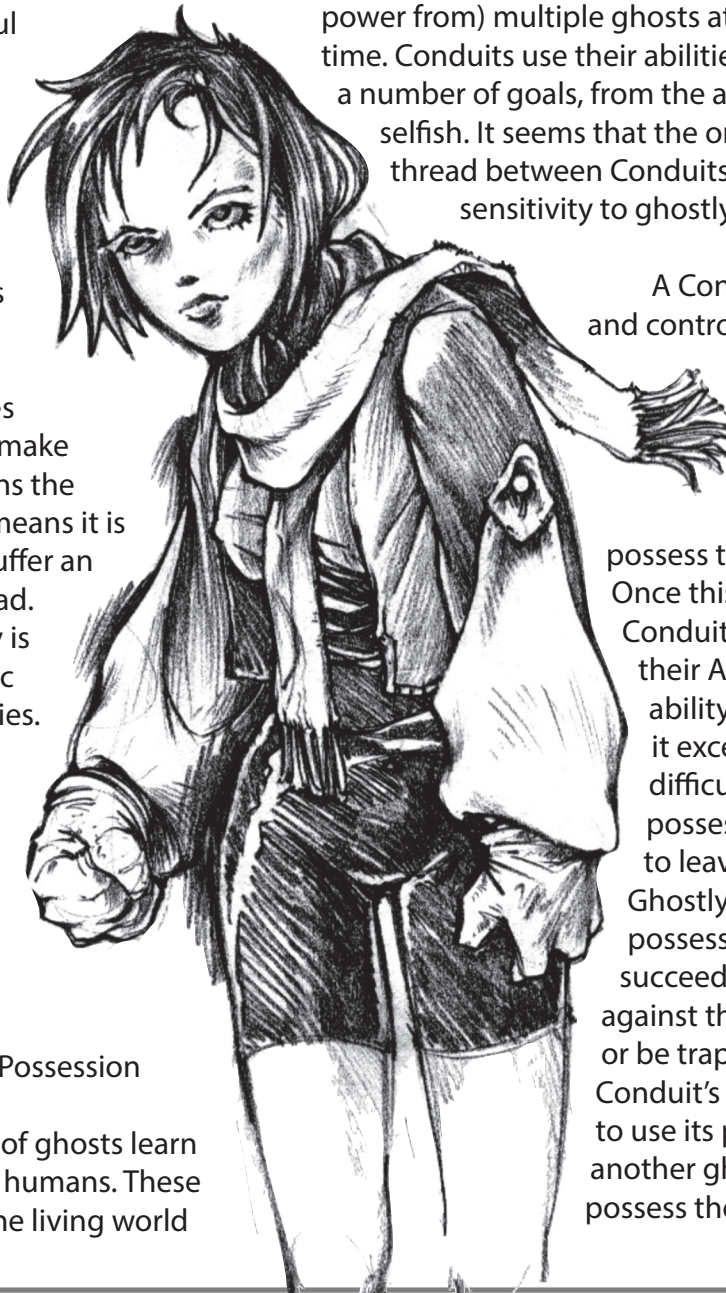 ul
s
es
make
ns the
means it is
uffer an
ad.
y is
c
ies.
Possession
of ghosts learn
humans. These
ne living world
power from) multiple ghosts at
time. Conduits use their abilitie
a number of goals, from the a
selfish. It seems that the or
thread between Conduits
sensitivity to ghostly
A Con
and contro
possess t
Once this
Conduit
their A
ability
it exce
difficu
posses
to leav
Ghostly
possess
succeed
against th
or be trap
Conduit's
to use its p
another gh
possess the